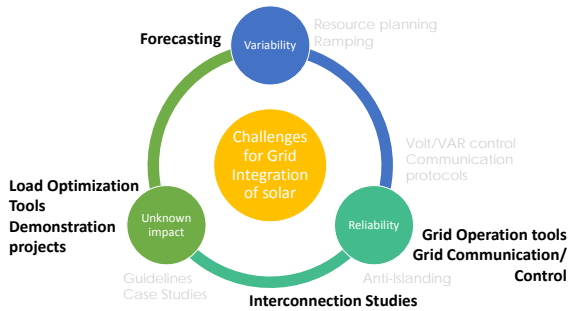 Forecasting
Variability
Resource planning
Ramping
Challenges
for Grid
Integration
of solar
Volt/VAR control
Communication
protocols
Load Optimization
Tools
Demonstration
projects
Unknown
impact
Reliability
Grid Operation tools
Grid Communication/
Control
Guidelines
Case Studies
Anti-Islanding
Interconnection Studies